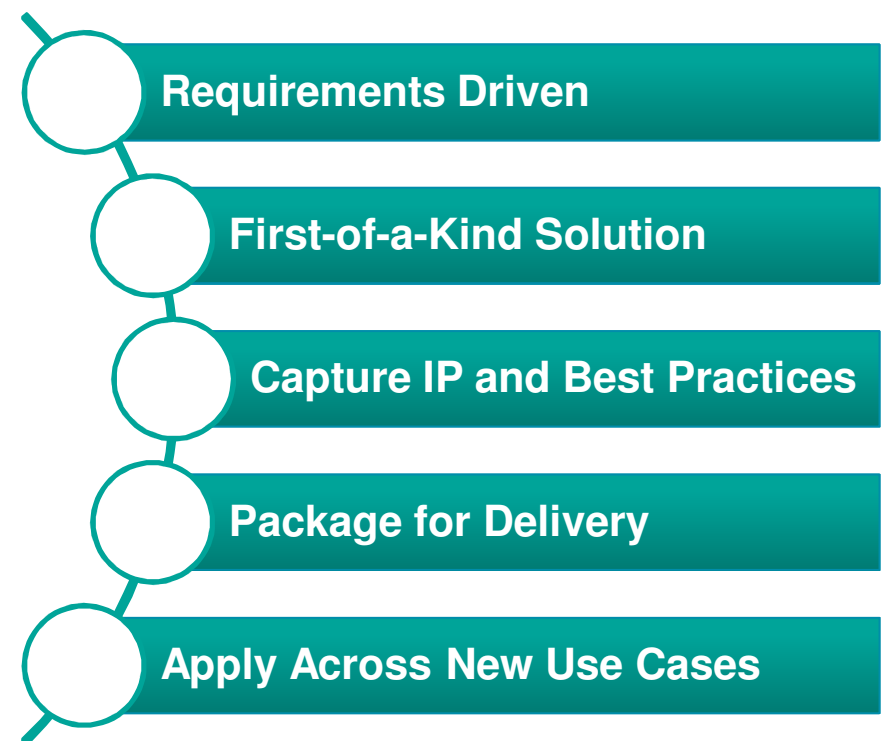 Requirements Driven
First-of-a-Kind Solution
Capture IP and Best Practices
Package for Delivery
Apply Across New Use Cases